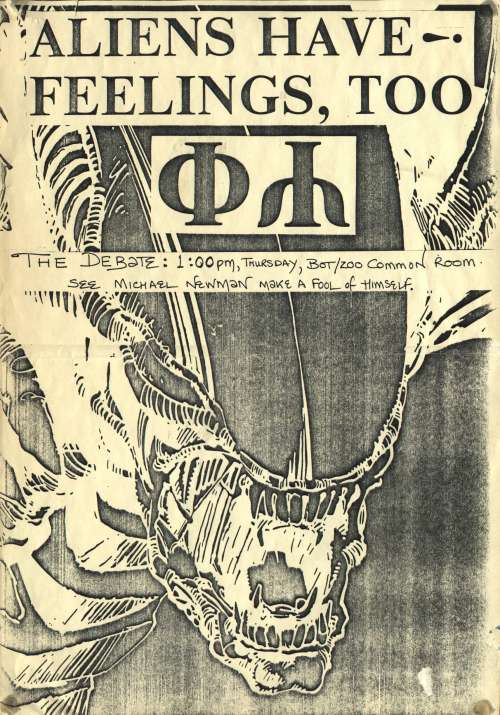 ALIENS HAVE
FEELINGS, TOO
ΦΨ
THE DEBATE: 1:00pm, THURSDAY, BOT/ZOO COMMON ROOM.
SEE MICHAEL NEWMAN MAKE A FOOL of HIMSELF.